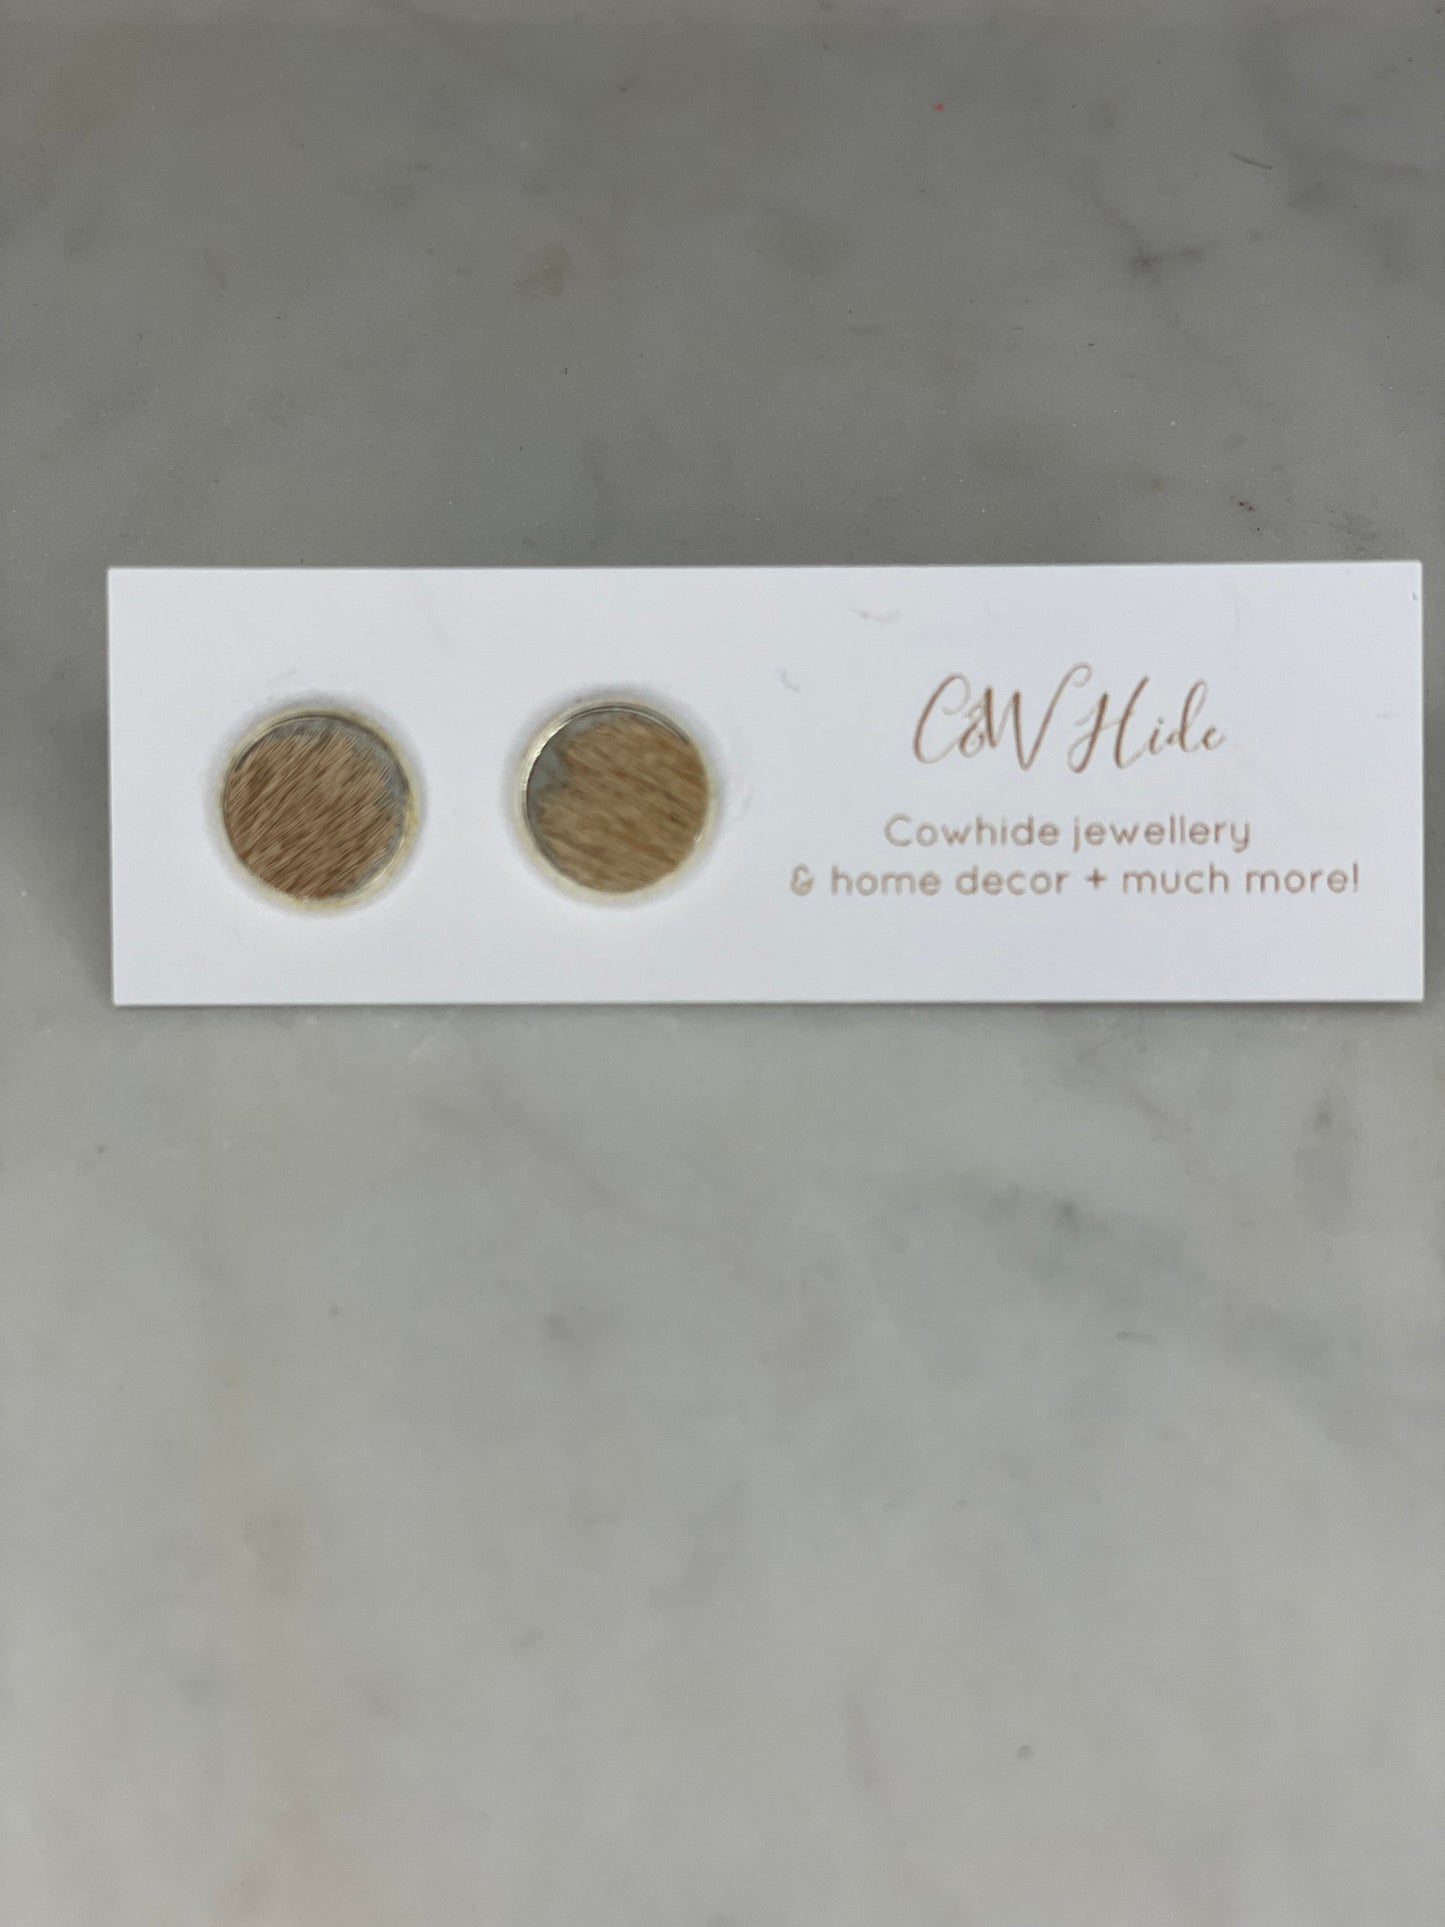 C&W Hide
Cowhide jewellery
& home decor + much more!